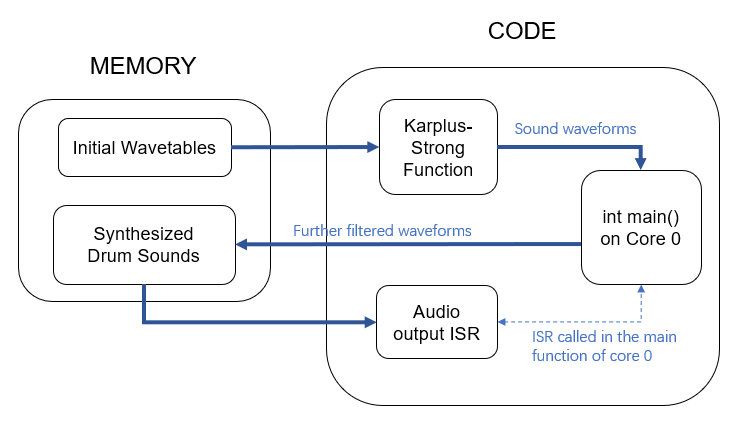 CODE
MEMORY
Initial Wavetables
Karplus-
Strong
Function
Sound waveforms
int main()
on Core 0
Synthesized
Drum Sounds
Further filtered waveforms
Audio
output ISR
ISR called in the main
function of core 0